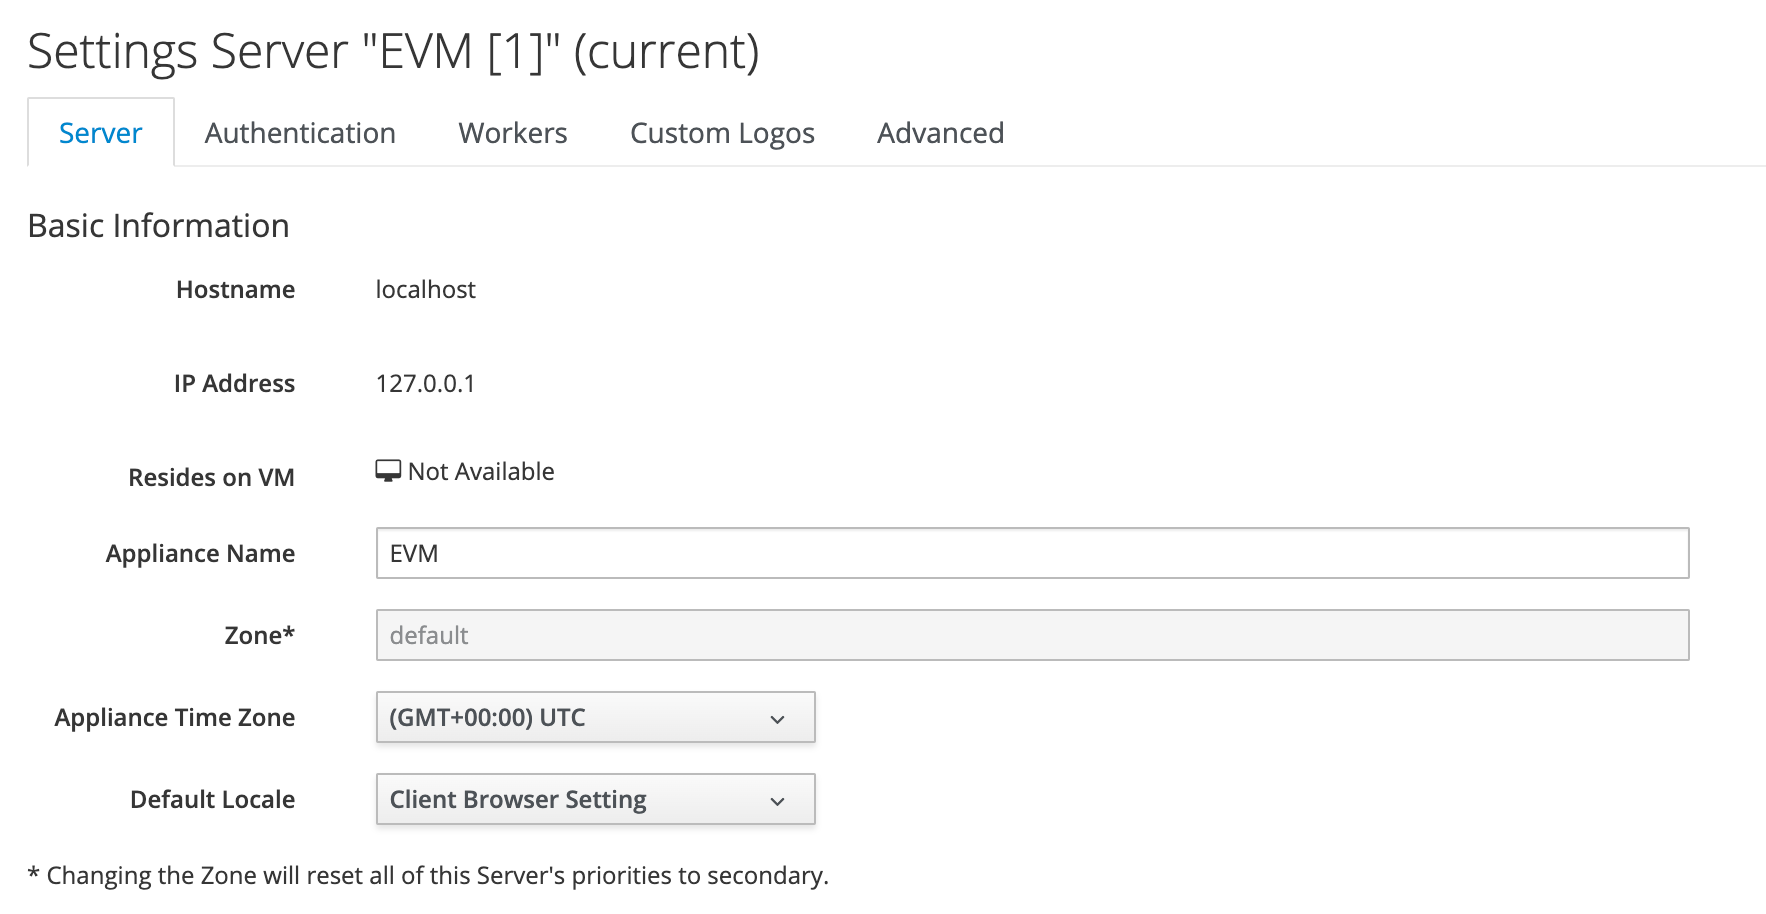 Settings Server "EVM [1]" (current)
Server Authentication Workers Custom Logos Advanced
Basic Information
Hostname localhost
IP Address 127.0.0.1
Resides on VM Not Available
Appliance Name EVM
Zone* default
Appliance Time Zone (GMT+00:00) UTC
Default Locale Client Browser Setting
* Changing the Zone will reset all of this Server's priorities to secondary.